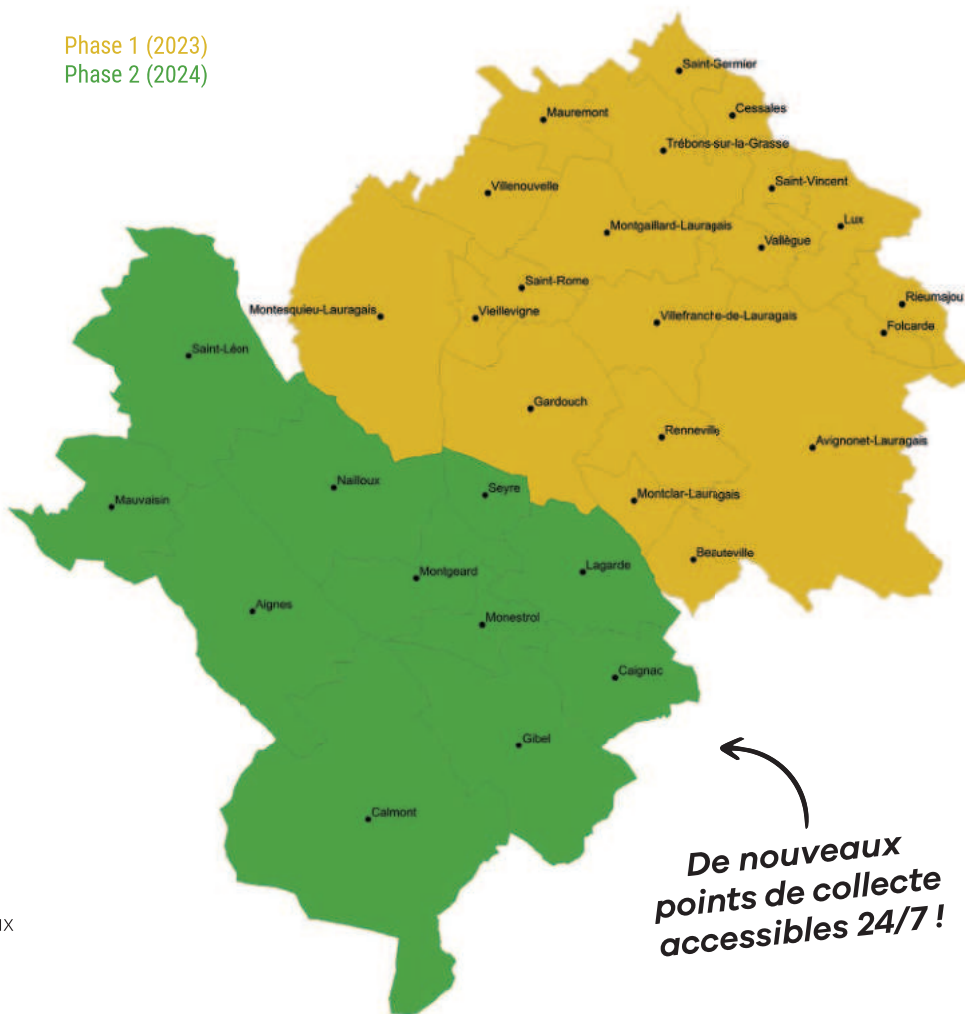 Phase 1 (2023)
Phase 2 (2024)
Saint-Germier
Cessales
Mauremont
Trébons-sur-la-Grasse
Saint-Vincent
Villenouvelle
Lux
Montgaillard-Lauragais
Vallègue
Saint-Rome
Rieumajou
Montesquieu-Lauragais
Vieillevigne
Villefranche-de-Lauragais
Folcarde
Saint-Léon
Gardouch
Renneville
Avignonet-Lauragais
Nailloux
Seyre
Montclar-Lauragais
Mauvaisin
Beauteville
Lagarde
Montgeard
Aignes
Monestrol
Caignac
Gibel
Calmont
De nouveaux
points de collecte
accessibles 24/7 !